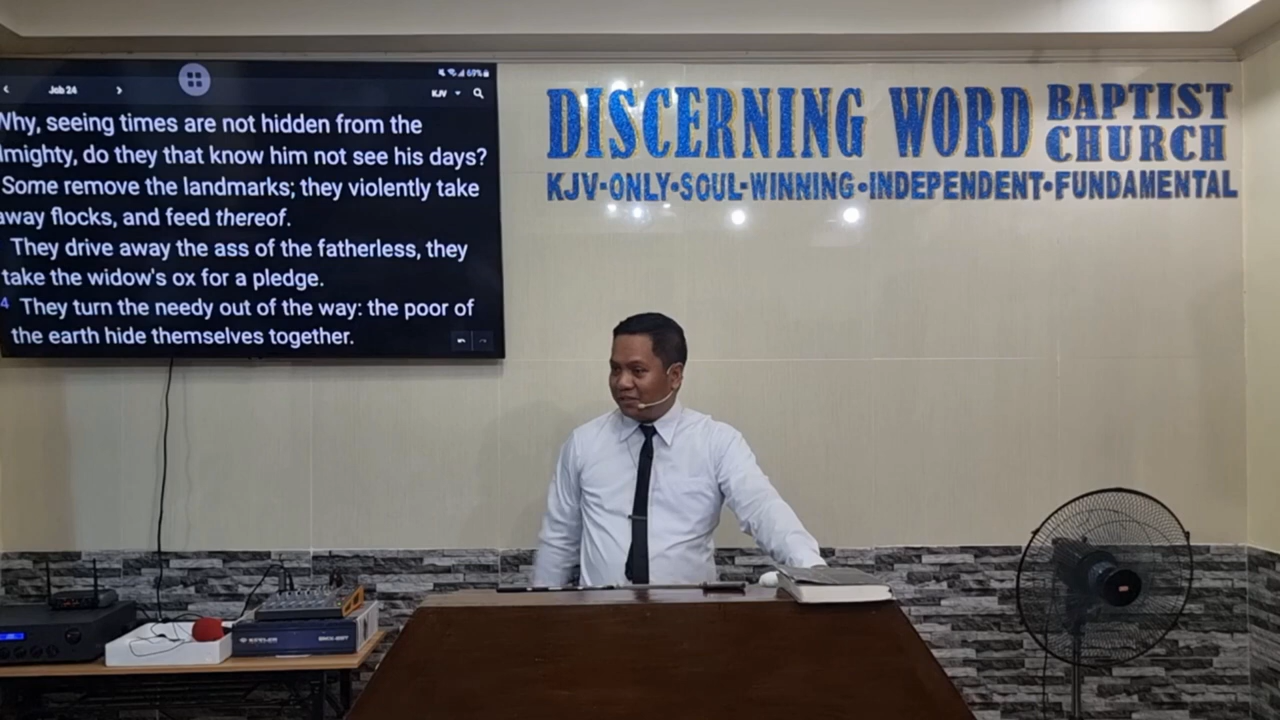 Job 24
69%
KJV
Why, seeing times are not hidden from the
lmighty, do they that know him not see his days?
Some remove the landmarks; they violently take
away flocks, and feed thereof.
They drive away the ass of the fatherless, they
take the widow's ox for a pledge.
4 They turn the needy out of the way: the poor of
the earth hide themselves together.
DISCERNING WORD BAPTIST
CHURCH
KJV-ONLY•SOUL-WINNING•INDEPENDENT•FUNDAMENTAL